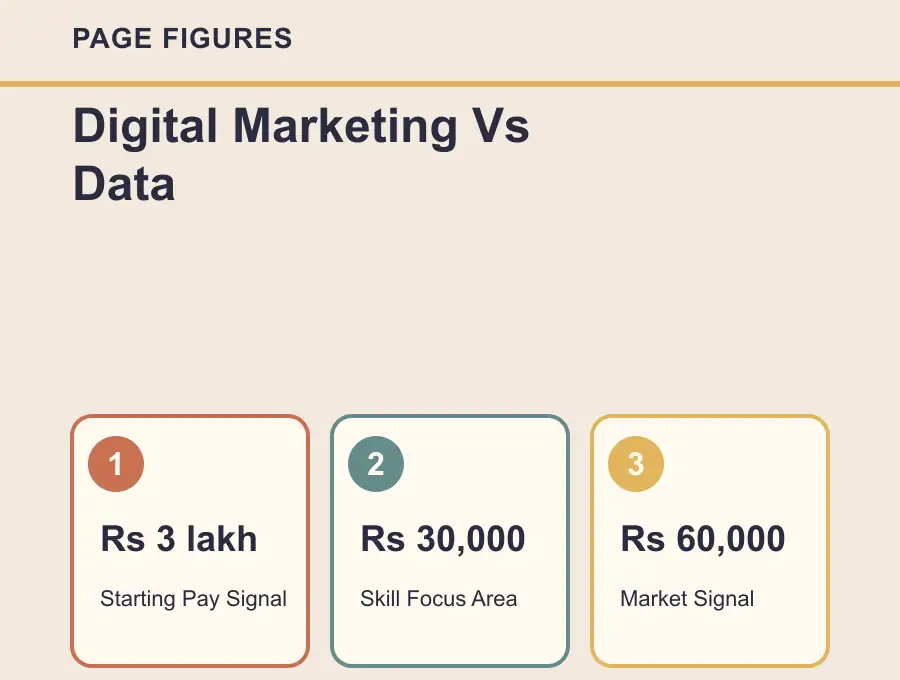 PAGE FIGURES
Digital Marketing Vs
Data
1
Rs 3 lakh
Starting Pay Signal
2
Rs 30,000
Skill Focus Area
3
Rs 60,000
Market Signal